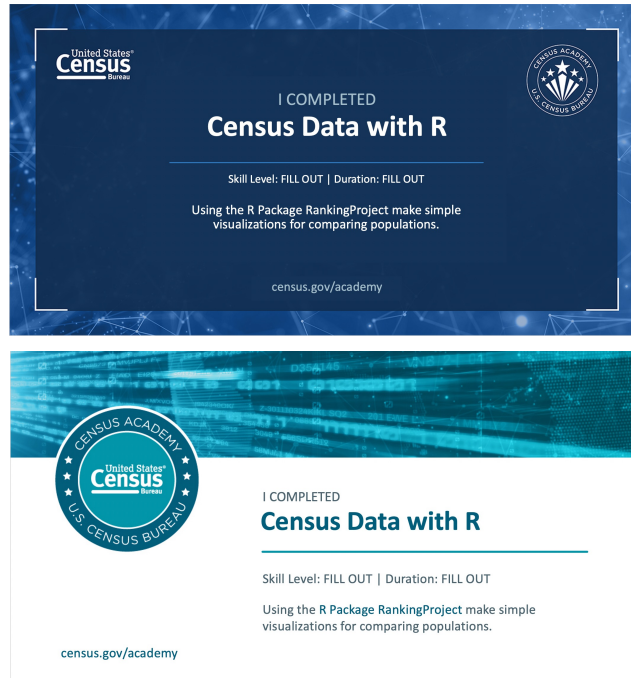 United States®
Census
Bureau
CENSUS ACADEMY
U.S. CENSUS BUREAU
I COMPLETED
Census Data with R
Skill Level: FILL OUT | Duration: FILL OUT
Using the R Package RankingProject make simple
visualizations for comparing populations.
census.gov/academy
CENSUS ACADEMY
United States®
Census
Bureau
U.S. CENSUS BUREAU
I COMPLETED
Census Data with R
Skill Level: FILL OUT | Duration: FILL OUT
Using the R Package RankingProject make simple
visualizations for comparing populations.
census.gov/academy